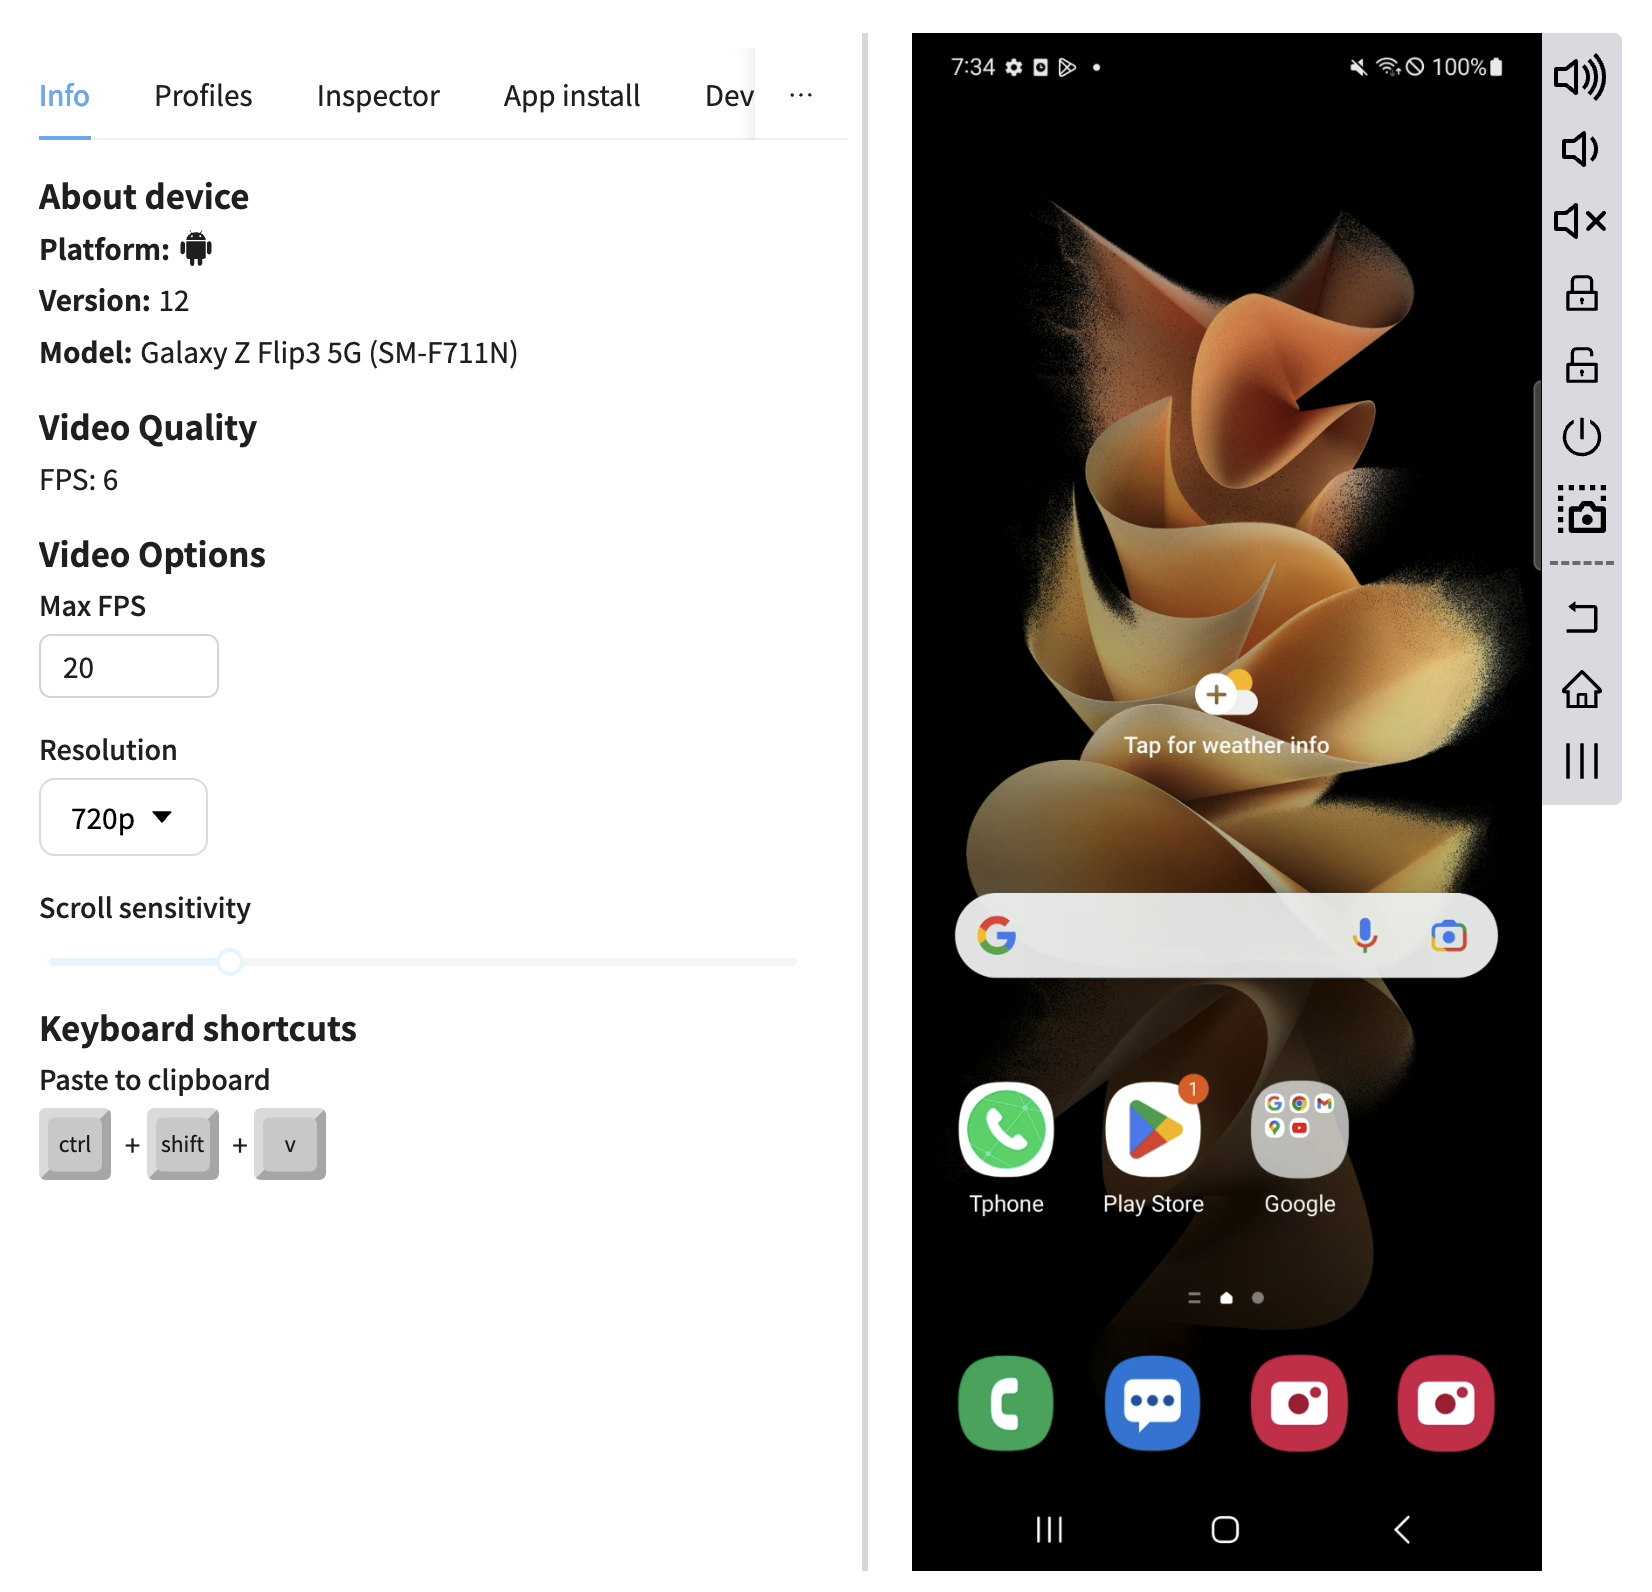 Info Profiles Inspector App install Dev ...
About device
Platform:
Version: 12
Model: Galaxy Z Flip3 5G (SM-F711N)
Video Quality
FPS: 6
Video Options
Max FPS
20
Resolution
720p
Scroll sensitivity
Keyboard shortcuts
Paste to clipboard
ctrl + shift + v
7:34 100%
Tap for weather info
1
Tphone Play Store Google